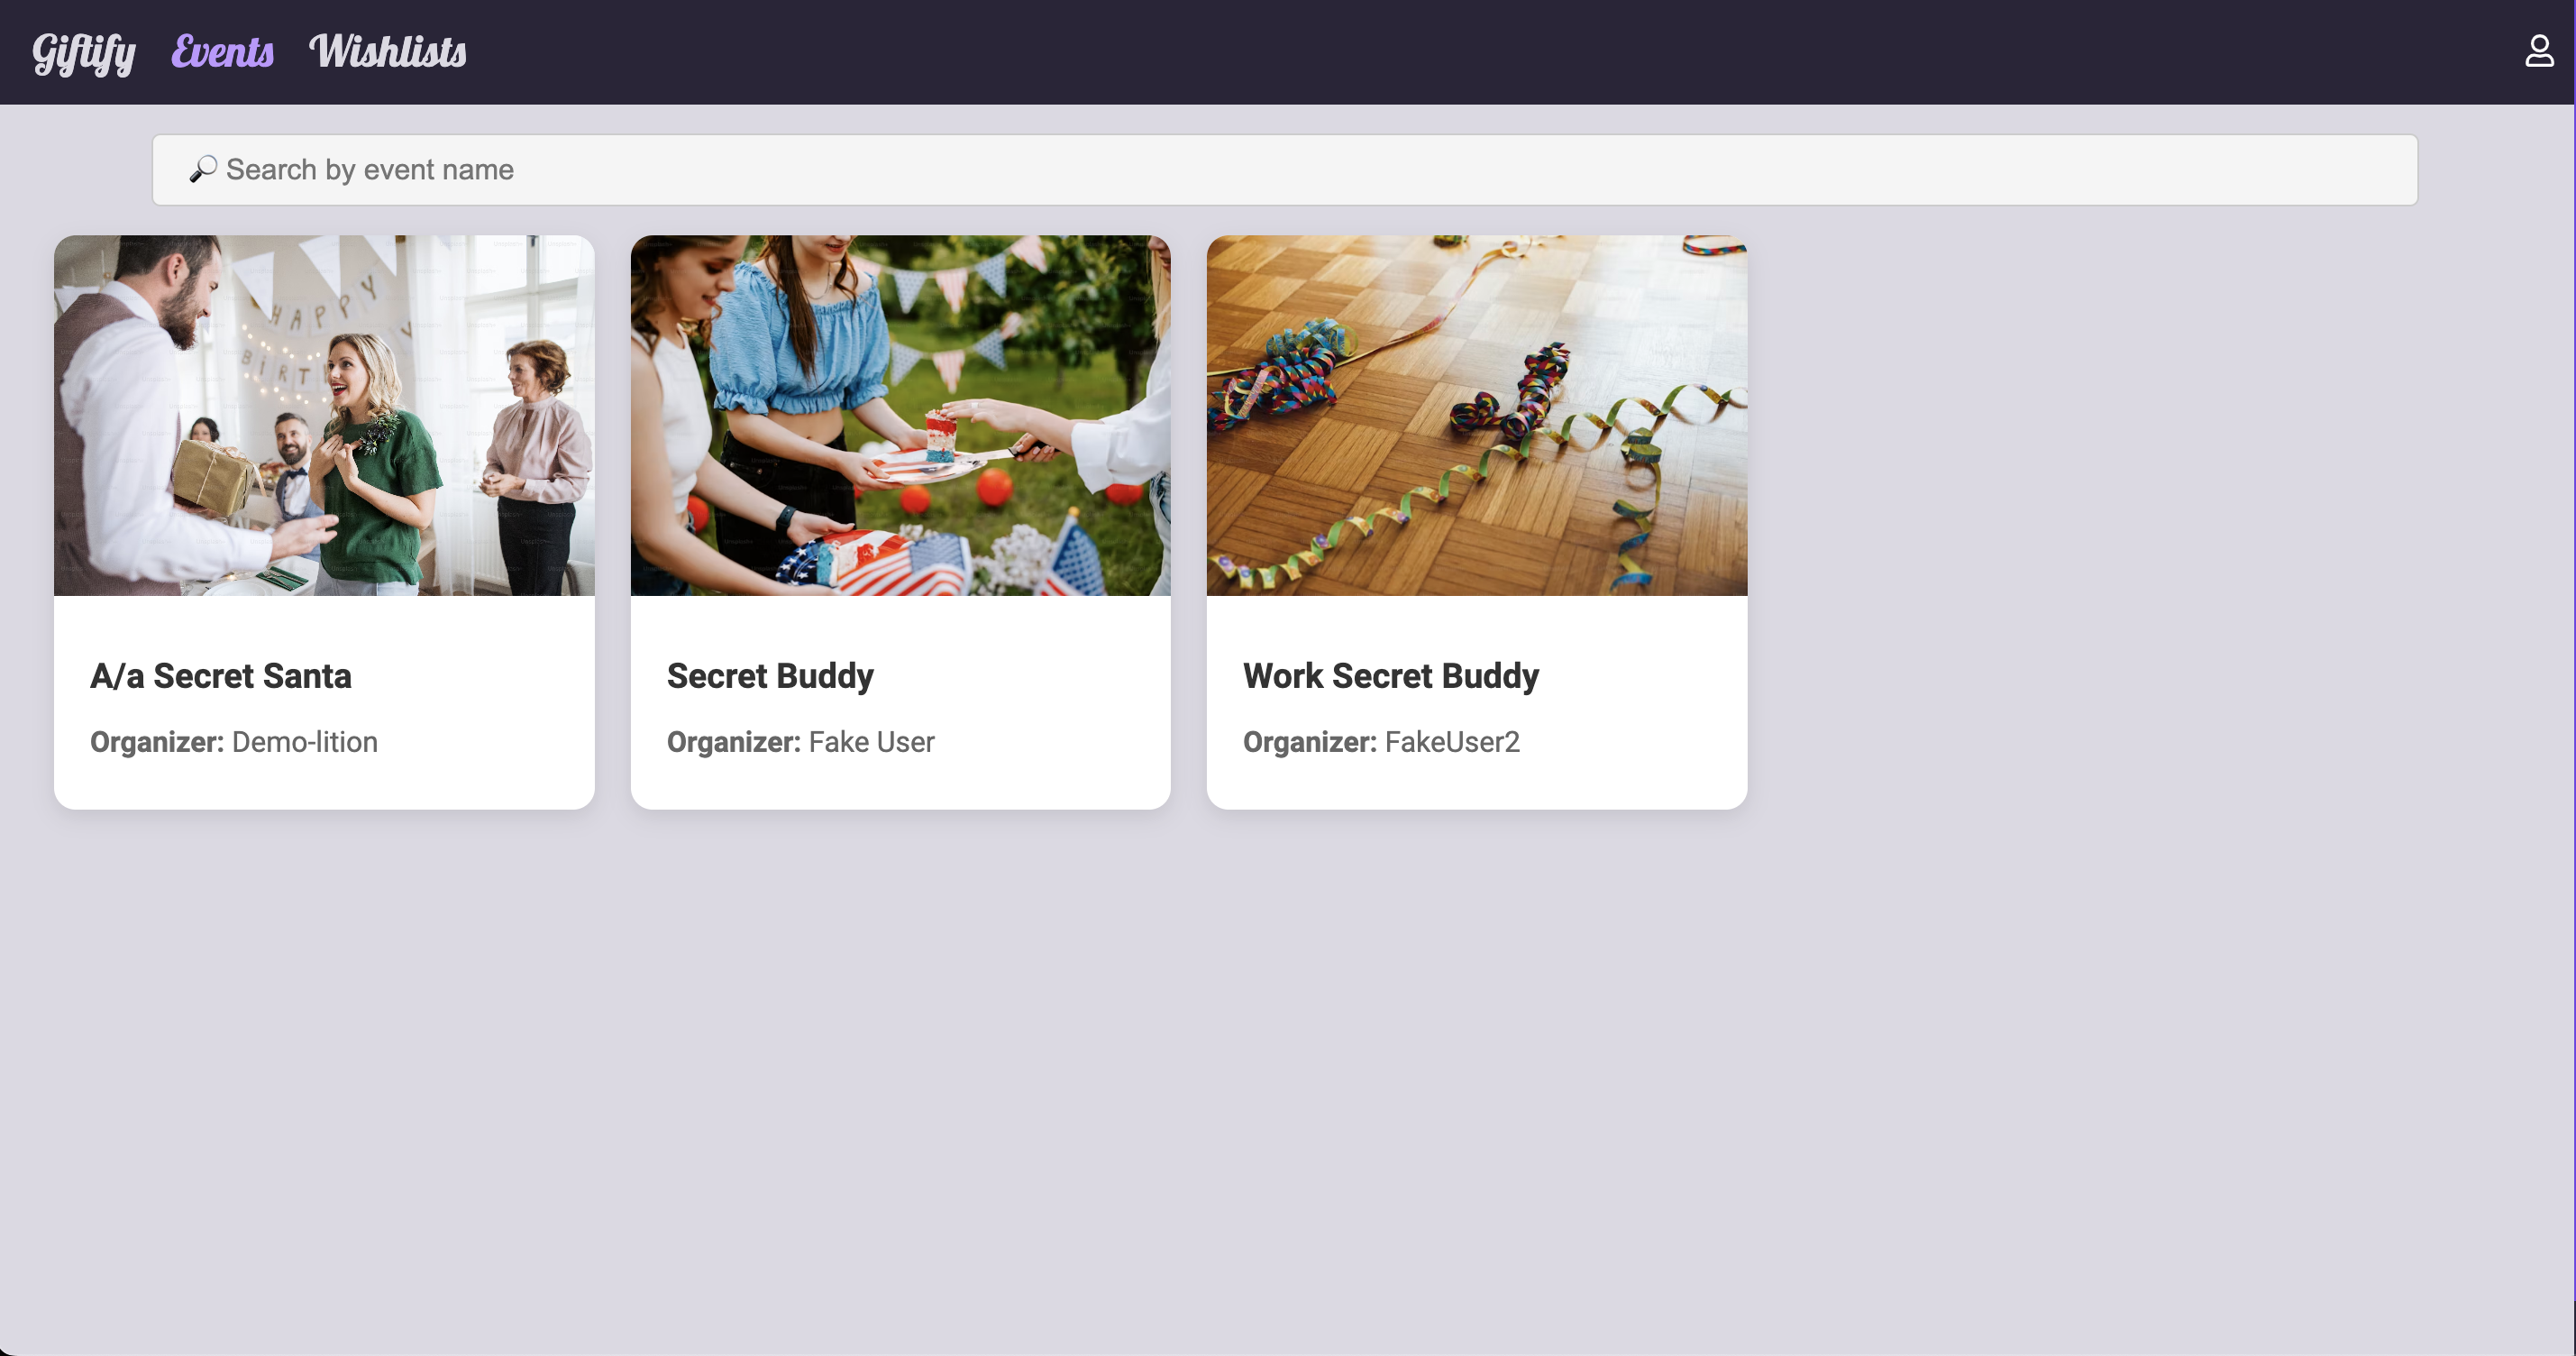 Giftify Events Wishlists
🔎 Search by event name
HAPPY
BIRT
A/a Secret Santa
Organizer: Demo-lition
Secret Buddy
Organizer: Fake User
Work Secret Buddy
Organizer: FakeUser2